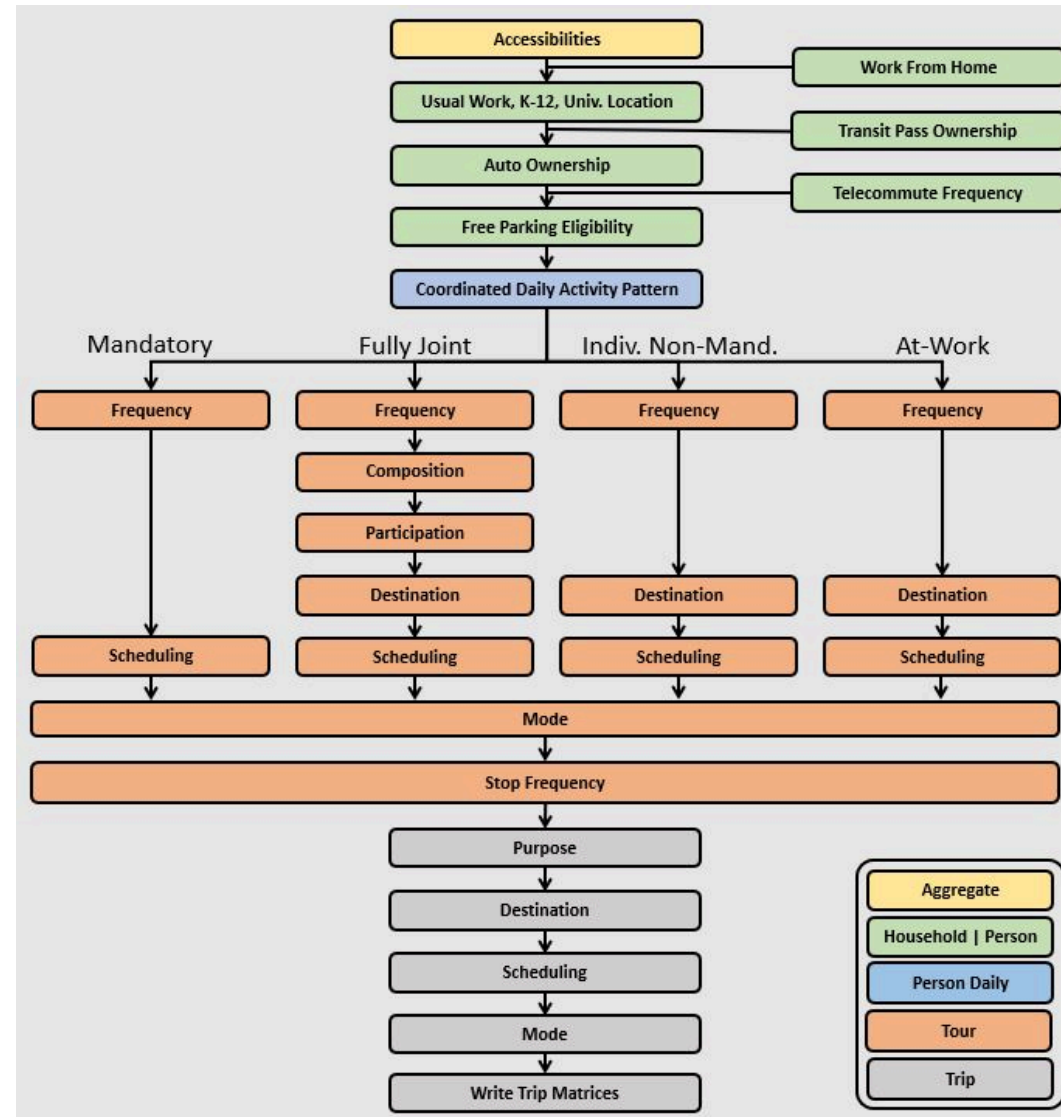 Accessibilities
Work From Home
Usual Work, K-12, Univ. Location
Transit Pass Ownership
Auto Ownership
Telecommute Frequency
Free Parking Eligibility
Coordinated Daily Activity Pattern
Mandatory
Fully Joint
Indiv. Non-Mand.
At-Work
Frequency
Frequency
Frequency
Frequency
Composition
Participation
Destination
Destination
Destination
Scheduling
Scheduling
Scheduling
Scheduling
Mode
Stop Frequency
Purpose
Destination
Scheduling
Mode
Write Trip Matrices
Aggregate
Household | Person
Person Daily
Tour
Trip